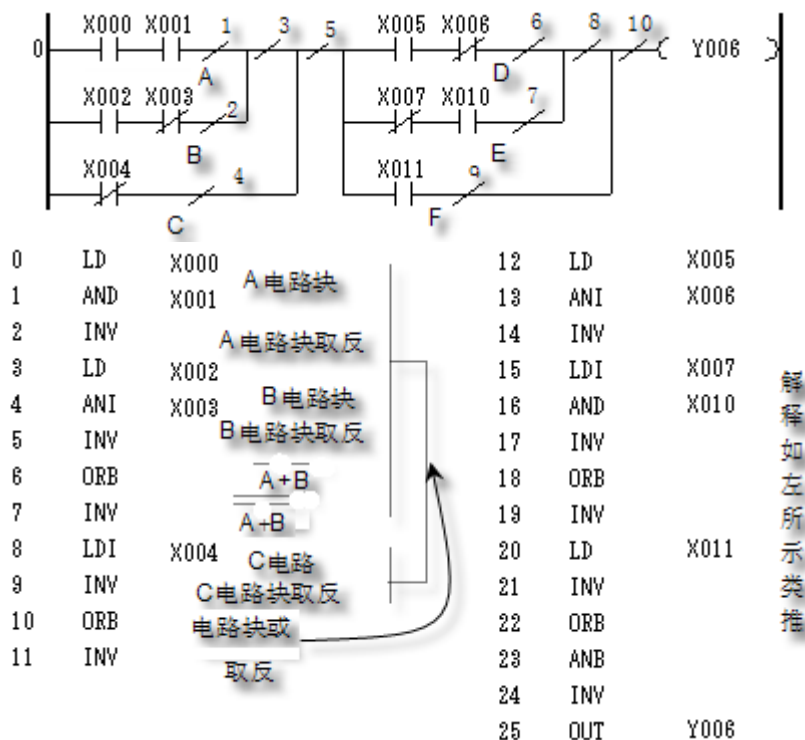 X000 X001 1 3 5 X005 X006 6 8 10
0 Y006
A D
X002 X003 2 X007 X010 7
B E
X004 4 X011 9
C F
0 LD X000 A电路块
1 AND X001
2 INV A电路块取反
3 LD X002
4 ANI X003 B电路块
5 INV B电路块取反
6 ORB A+B
7 INV A+B
8 LDI X004 C电路
9 INV C电路块取反
10 ORB 电路块或
11 INV 取反
12 LD X005
13 ANI X006
14 INV
15 LDI X007
16 AND X010
17 INV
18 ORB
19 INV
20 LD X011
21 INV
22 ORB
23 ANB
24 INV
25 OUT Y006
解释如左所示类推